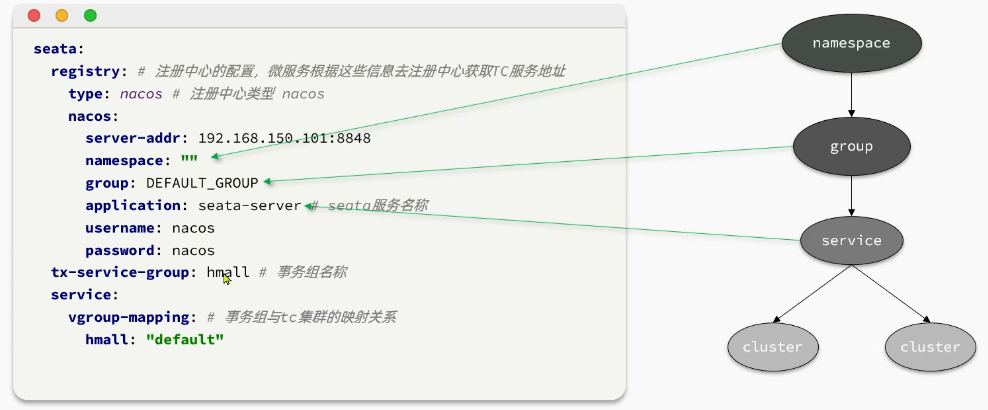 seata:
registry: # 注册中心的配置, 微服务根据这些信息去注册中心获取TC服务地址
type: nacos # 注册中心类型 nacos
nacos:
server-addr: 192.168.150.101:8848
namespace: ""
group: DEFAULT_GROUP
application: seata-server # seata服务名称
username: nacos
password: nacos
tx-service-group: hmall # 事务组名称
service:
vgroup-mapping: # 事务组与tc集群的映射关系
hmall: "default"
namespace
group
service
cluster
cluster